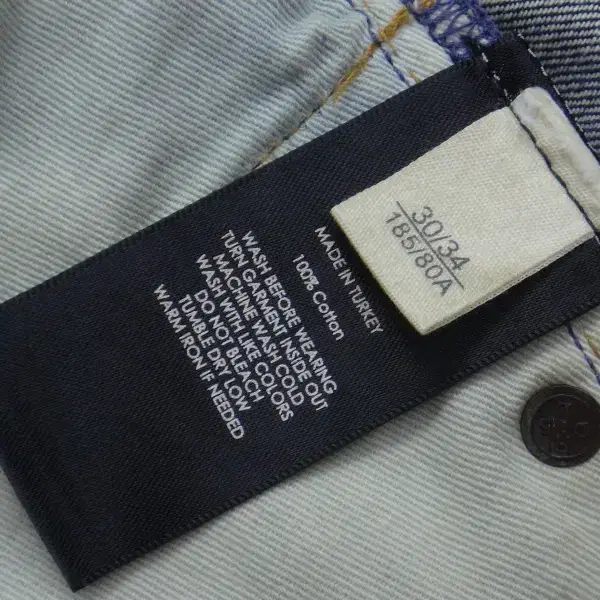 30/34
185/80A
MADE IN TURKEY
100% Cotton
WASH BEFORE WEARING
TURN GARMENT INSIDE OUT
MACHINE WASH COLD
WASH WITH LIKE COLORS
DO NOT BLEACH
TUMBLE DRY LOW
WARM IRON IF NEEDED